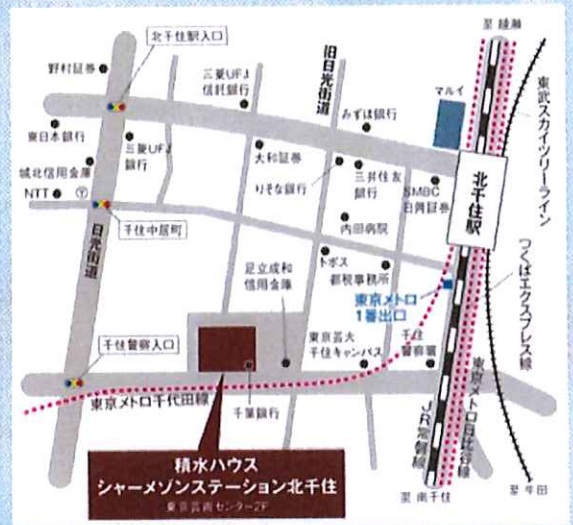 至 綾瀬
北千住駅入口
野村証券
三菱UFJ
信託銀行
旧日光街道
みずほ銀行
マルイ
東武スカイツリーライン
東日本銀行
三菱UFJ
銀行
大和証券
りそな銀行
三井住友
銀行
SMBC
日興証券
北千住駅
城北信用金庫
NTT
〒
千住中居町
日光街道
内田病院
トポス
都税事務所
足立成和
信用金庫
東京メトロ
1番出口
つくばエクスプレス線
千住警察入口
東京芸大
千住キャンパス
千住
警察署
千葉銀行
東京メトロ千代田線
JR常磐線
東京メトロ日比谷線
積水ハウス
シャーメゾンステーション北千住
東京芸術センター2F
至 南千住
至 牛田